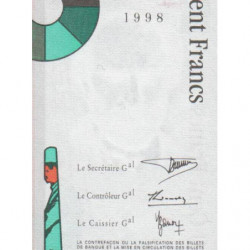 1998
ent Francs
Le Secrétaire Gal
Le Contrôleur Gal
Le Caissier Gal
LA CONTREFAÇON OU LA FALSIFICATION DES BILLETS
DE BANQUE ET LA MISE EN CIRCULATION DES BILLETS